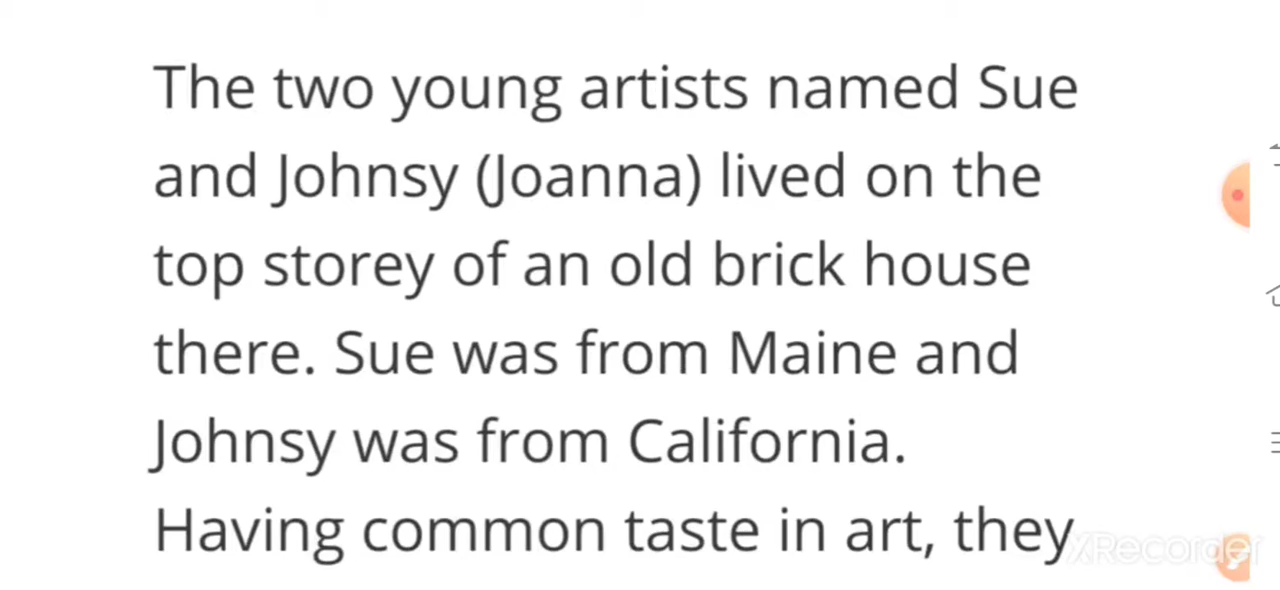 The two young artists named Sue
and Johnsy (Joanna) lived on the
top storey of an old brick house
there. Sue was from Maine and
Johnsy was from California.
Having common taste in art, they
XRecorder